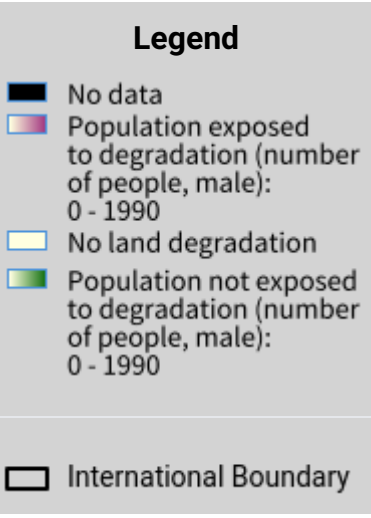 Legend
No data
Population exposed
to degradation (number
of people, male):
0 - 1990
No land degradation
Population not exposed
to degradation (number
of people, male):
0 - 1990
International Boundary